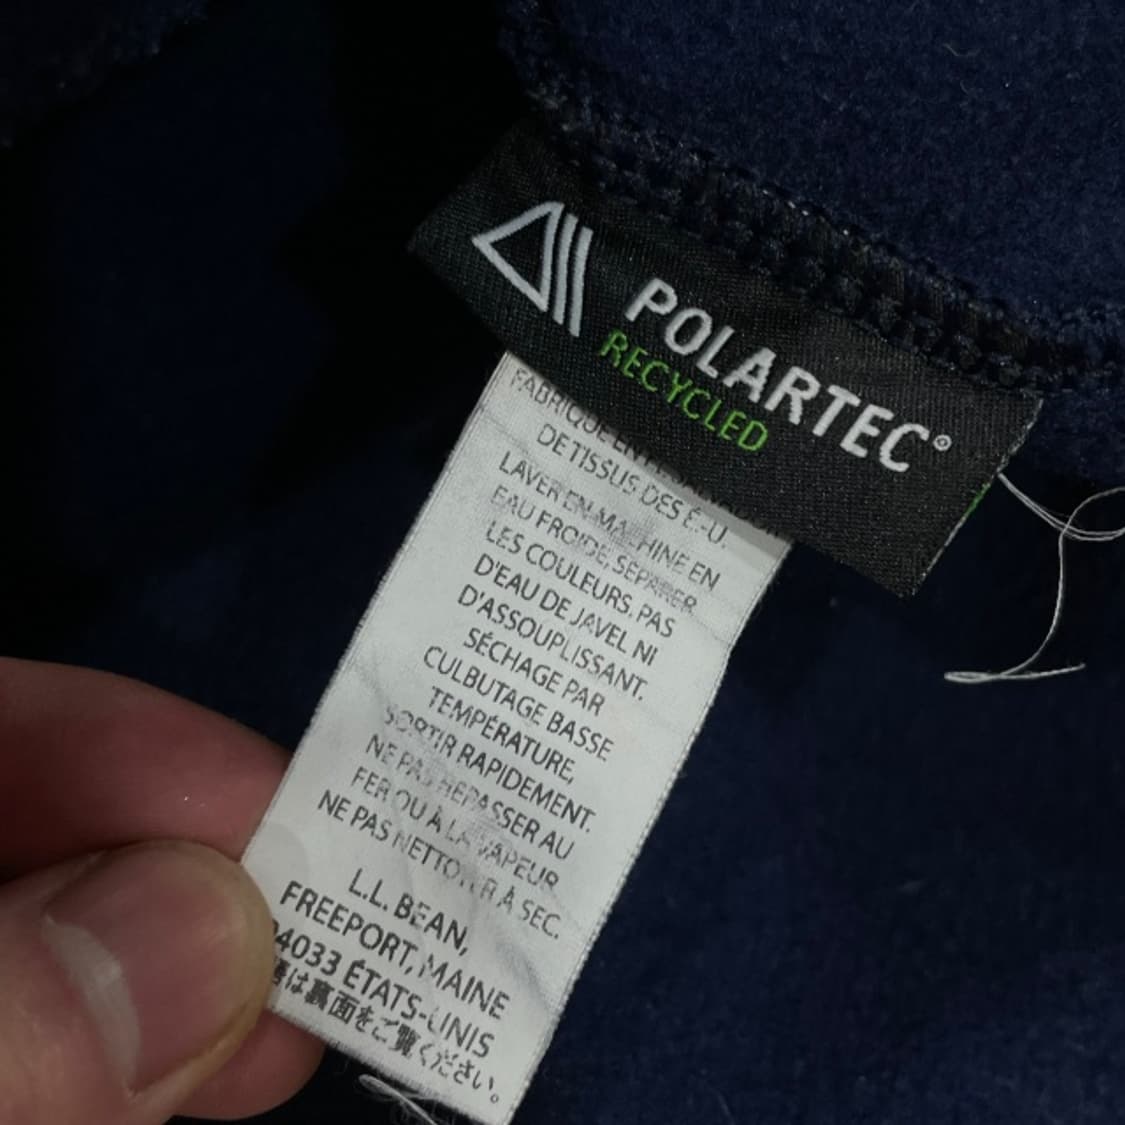 POLARTEC®
RECYCLED
FABRIQUÉ EN
DE TISSUS DES É.-U.
LAVER EN MACHINE EN
EAU FROIDE, SÉPARER
LES COULEURS. PAS
D'EAU DE JAVEL NI
D'ASSOUPLISSANT.
SÉCHAGE PAR
CULBUTAGE BASSE
TEMPÉRATURE,
SORTIR RAPIDEMENT.
NE PAS REPASSER AU
FER OU À LA VAPEUR
NE PAS NETTOYER À SEC.
L.L. BEAN,
FREEPORT, MAINE
04033 ÉTATS-UNIS
は裏面をご覧ください。